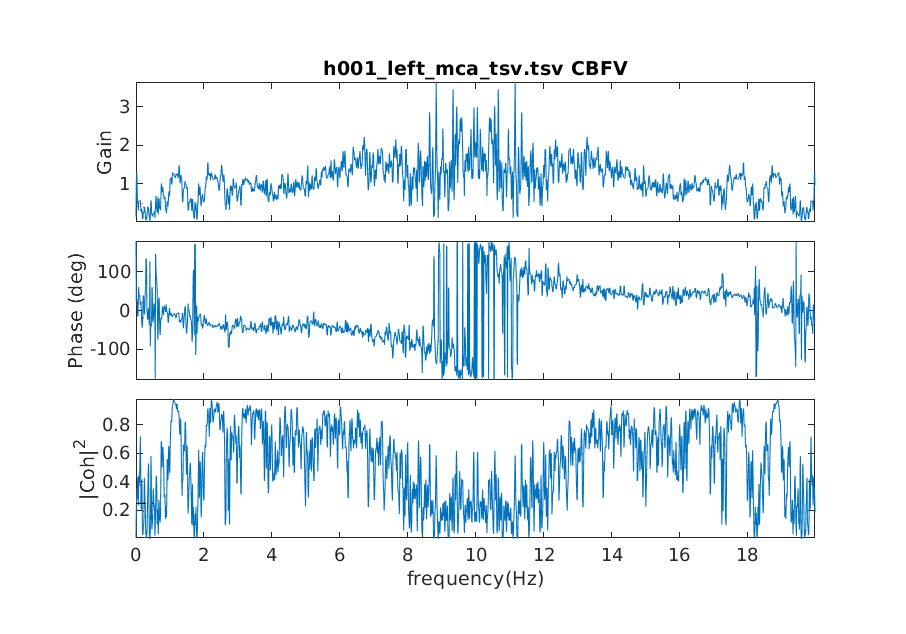 h001_left_mca_tsv.tsv CBFV
3
2
1
Gain
100
0
-100
Phase (deg)
0.8
0.6
0.4
0.2
|Coh|²
0 2 4 6 8 10 12 14 16 18
frequency(Hz)